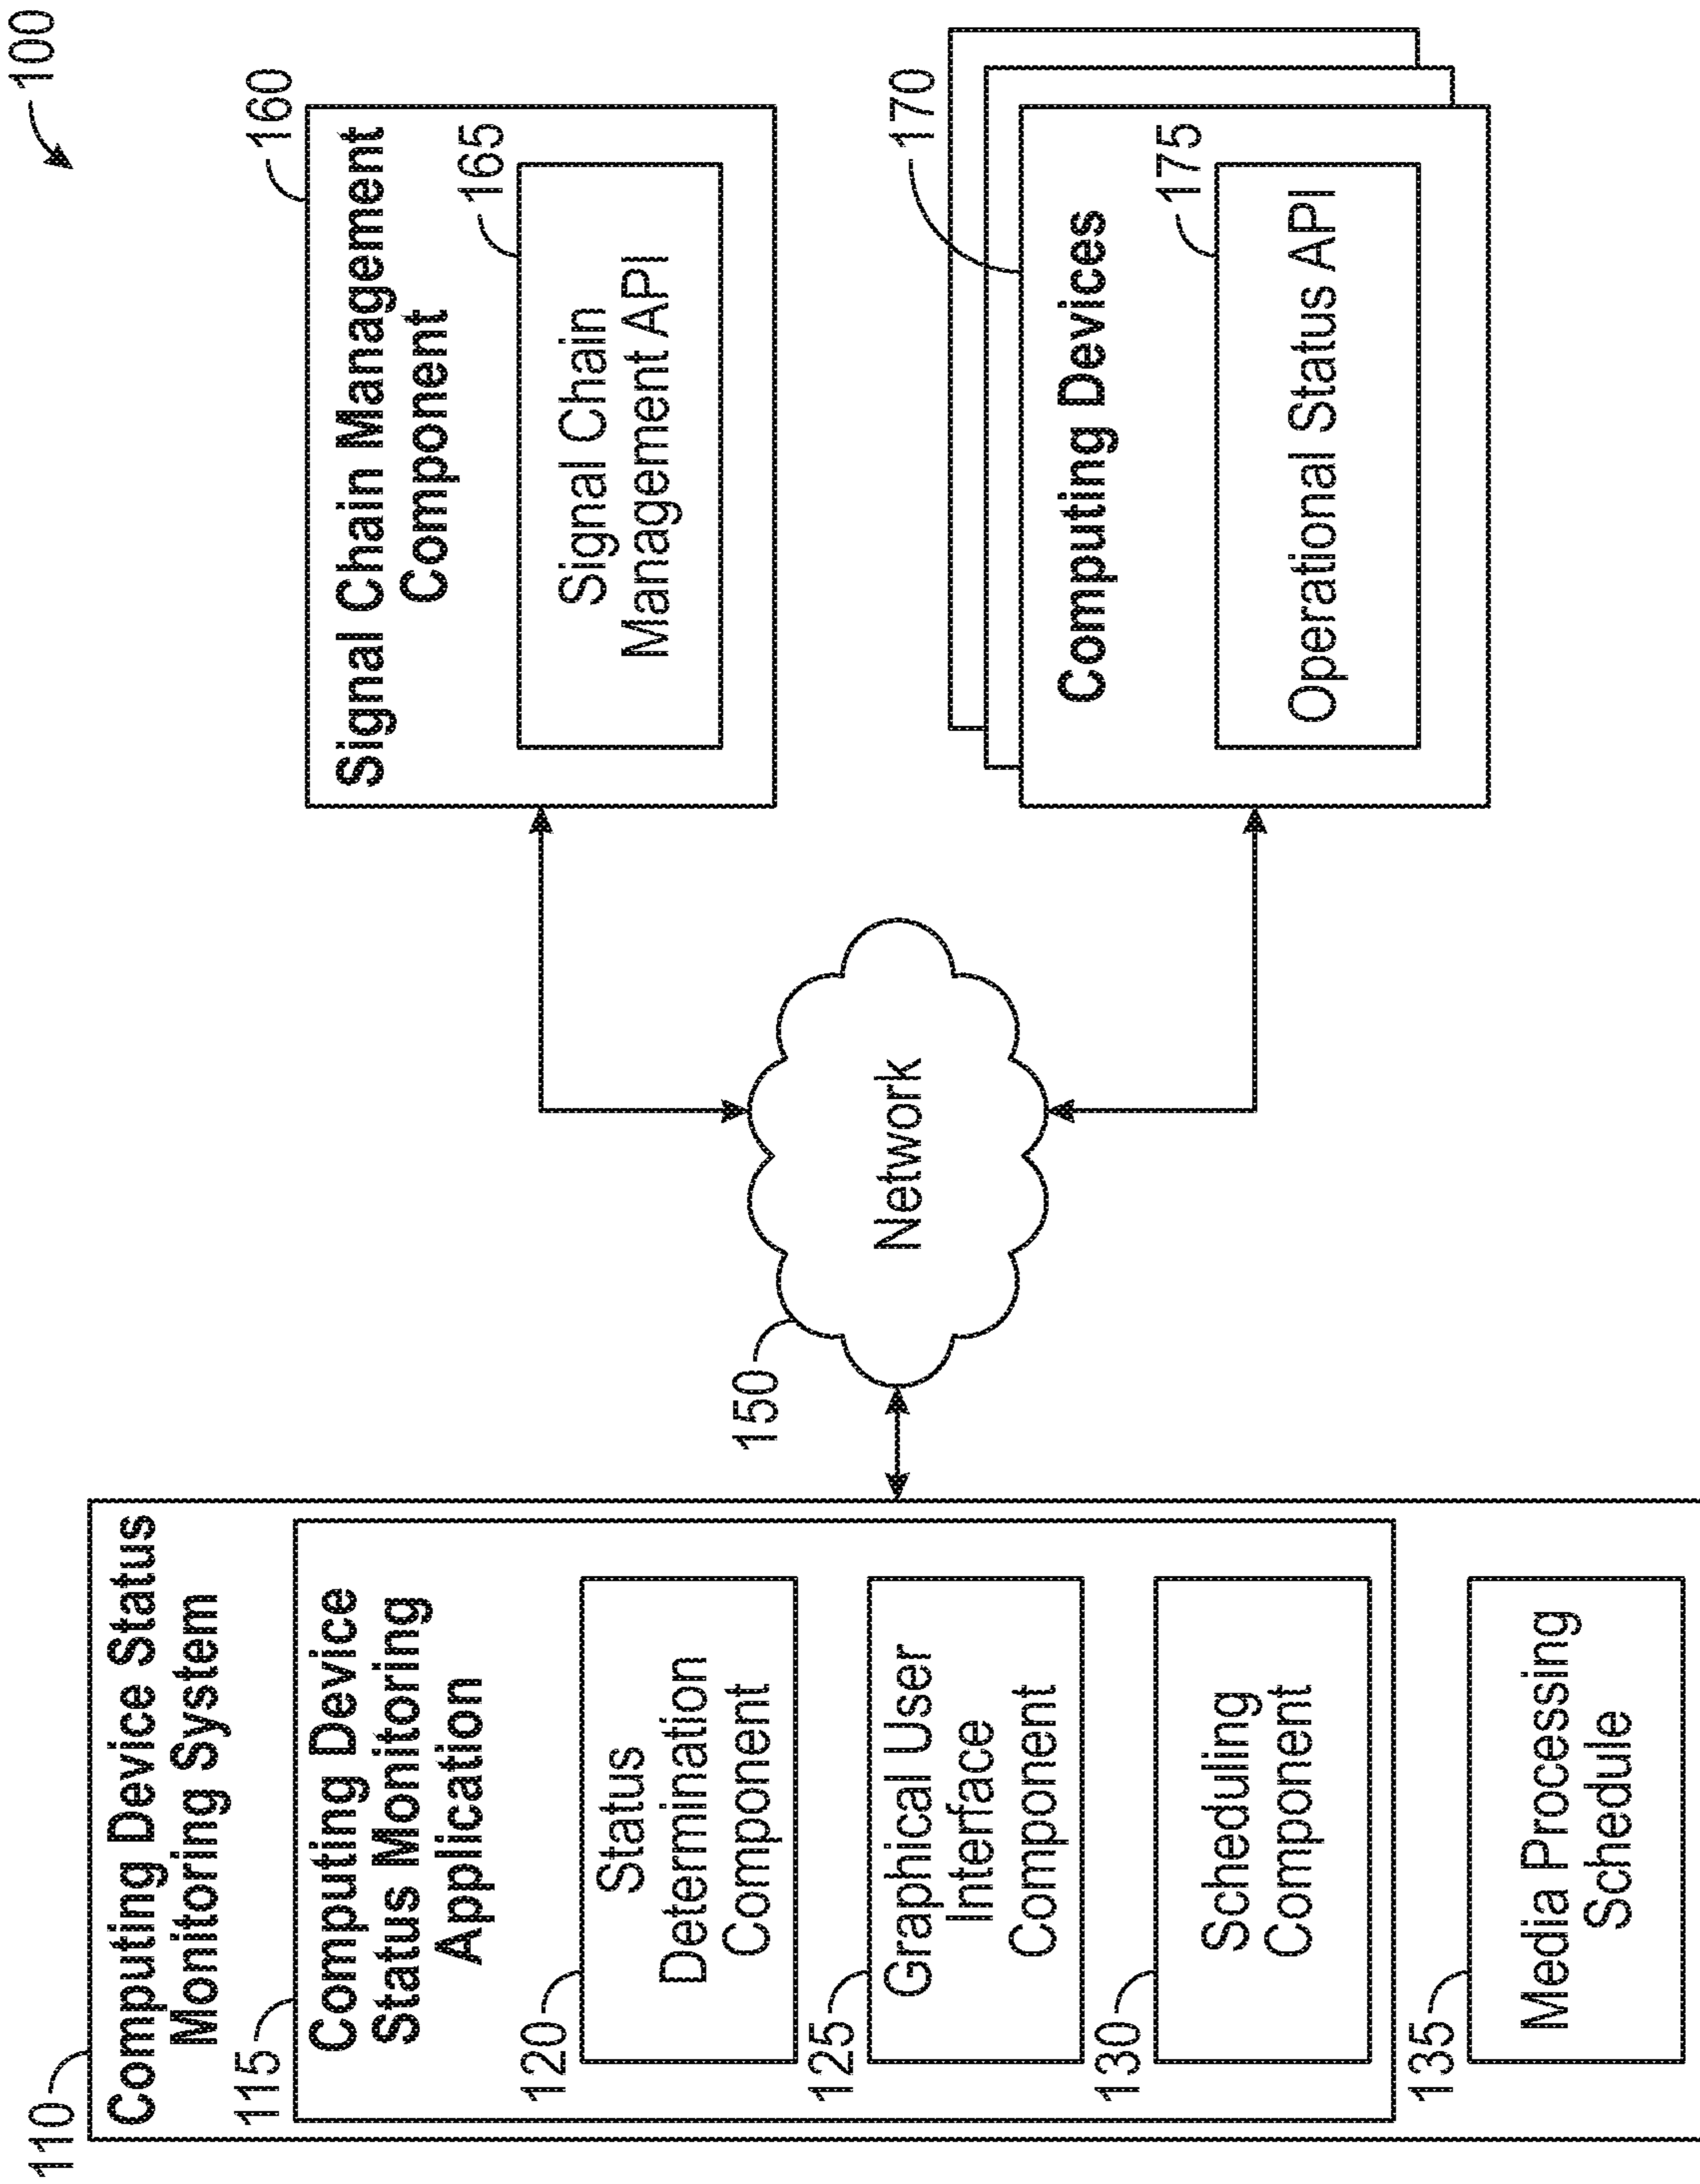 100
110
Computing Device Status
Monitoring System
115
Computing Device
Status Monitoring
Application
120
Status
Determination
Component
125
Graphical User
Interface
Component
130
Scheduling
Component
135
Media Processing
Schedule
150
Network
160
Signal Chain Management
Component
165
Signal Chain
Management API
170
Computing Devices
175
Operational Status API